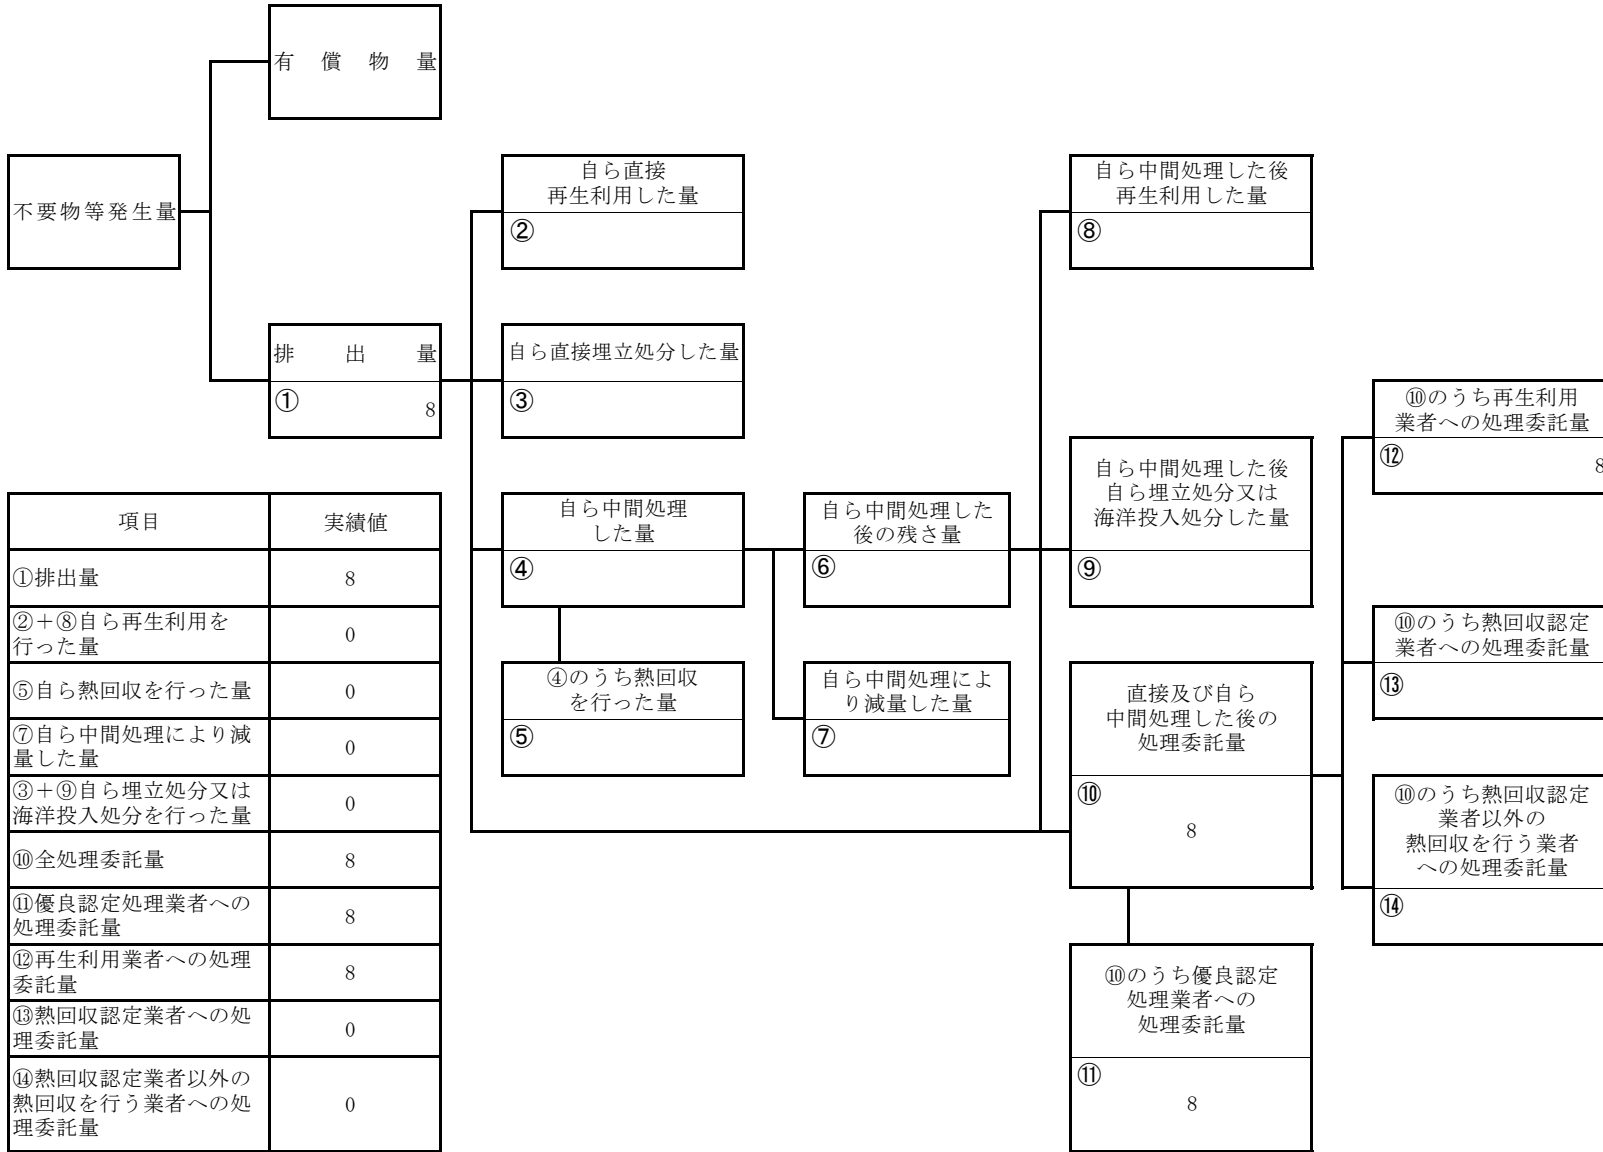 有償物量
不要物等発生量
自ら直接
再生利用した量
②
自ら中間処理した後
再生利用した量
⑧
排出量
①
8
自ら直接埋立処分した量
③
⑩のうち再生利用
業者への処理委託量
⑫
8
自ら中間処理した後
自ら埋立処分又は
海洋投入処分した量
⑨
自ら中間処理
した量
④
自ら中間処理した
後の残さ量
⑥
④のうち熱回収
を行った量
⑤
自ら中間処理によ
り減量した量
⑦
直接及び自ら
中間処理した後の
処理委託量
⑩
8
⑩のうち熱回収認定
業者への処理委託量
⑬
⑩のうち熱回収認定
業者以外の
熱回収を行う業者
への処理委託量
⑭
⑩のうち優良認定
処理業者への
処理委託量
⑪
8
項目 実績値
①排出量 8
②+⑧自ら再生利用を
行った量 0
⑤自ら熱回収を行った量 0
⑦自ら中間処理により減
量した量 0
③+⑨自ら埋立処分又は
海洋投入処分を行った量 0
⑩全処理委託量 8
⑪優良認定処理業者への
処理委託量 8
⑫再生利用業者への処理
委託量 8
⑬熱回収認定業者への処
理委託量 0
⑭熱回収認定業者以外の
熱回収を行う業者への処
理委託量 0